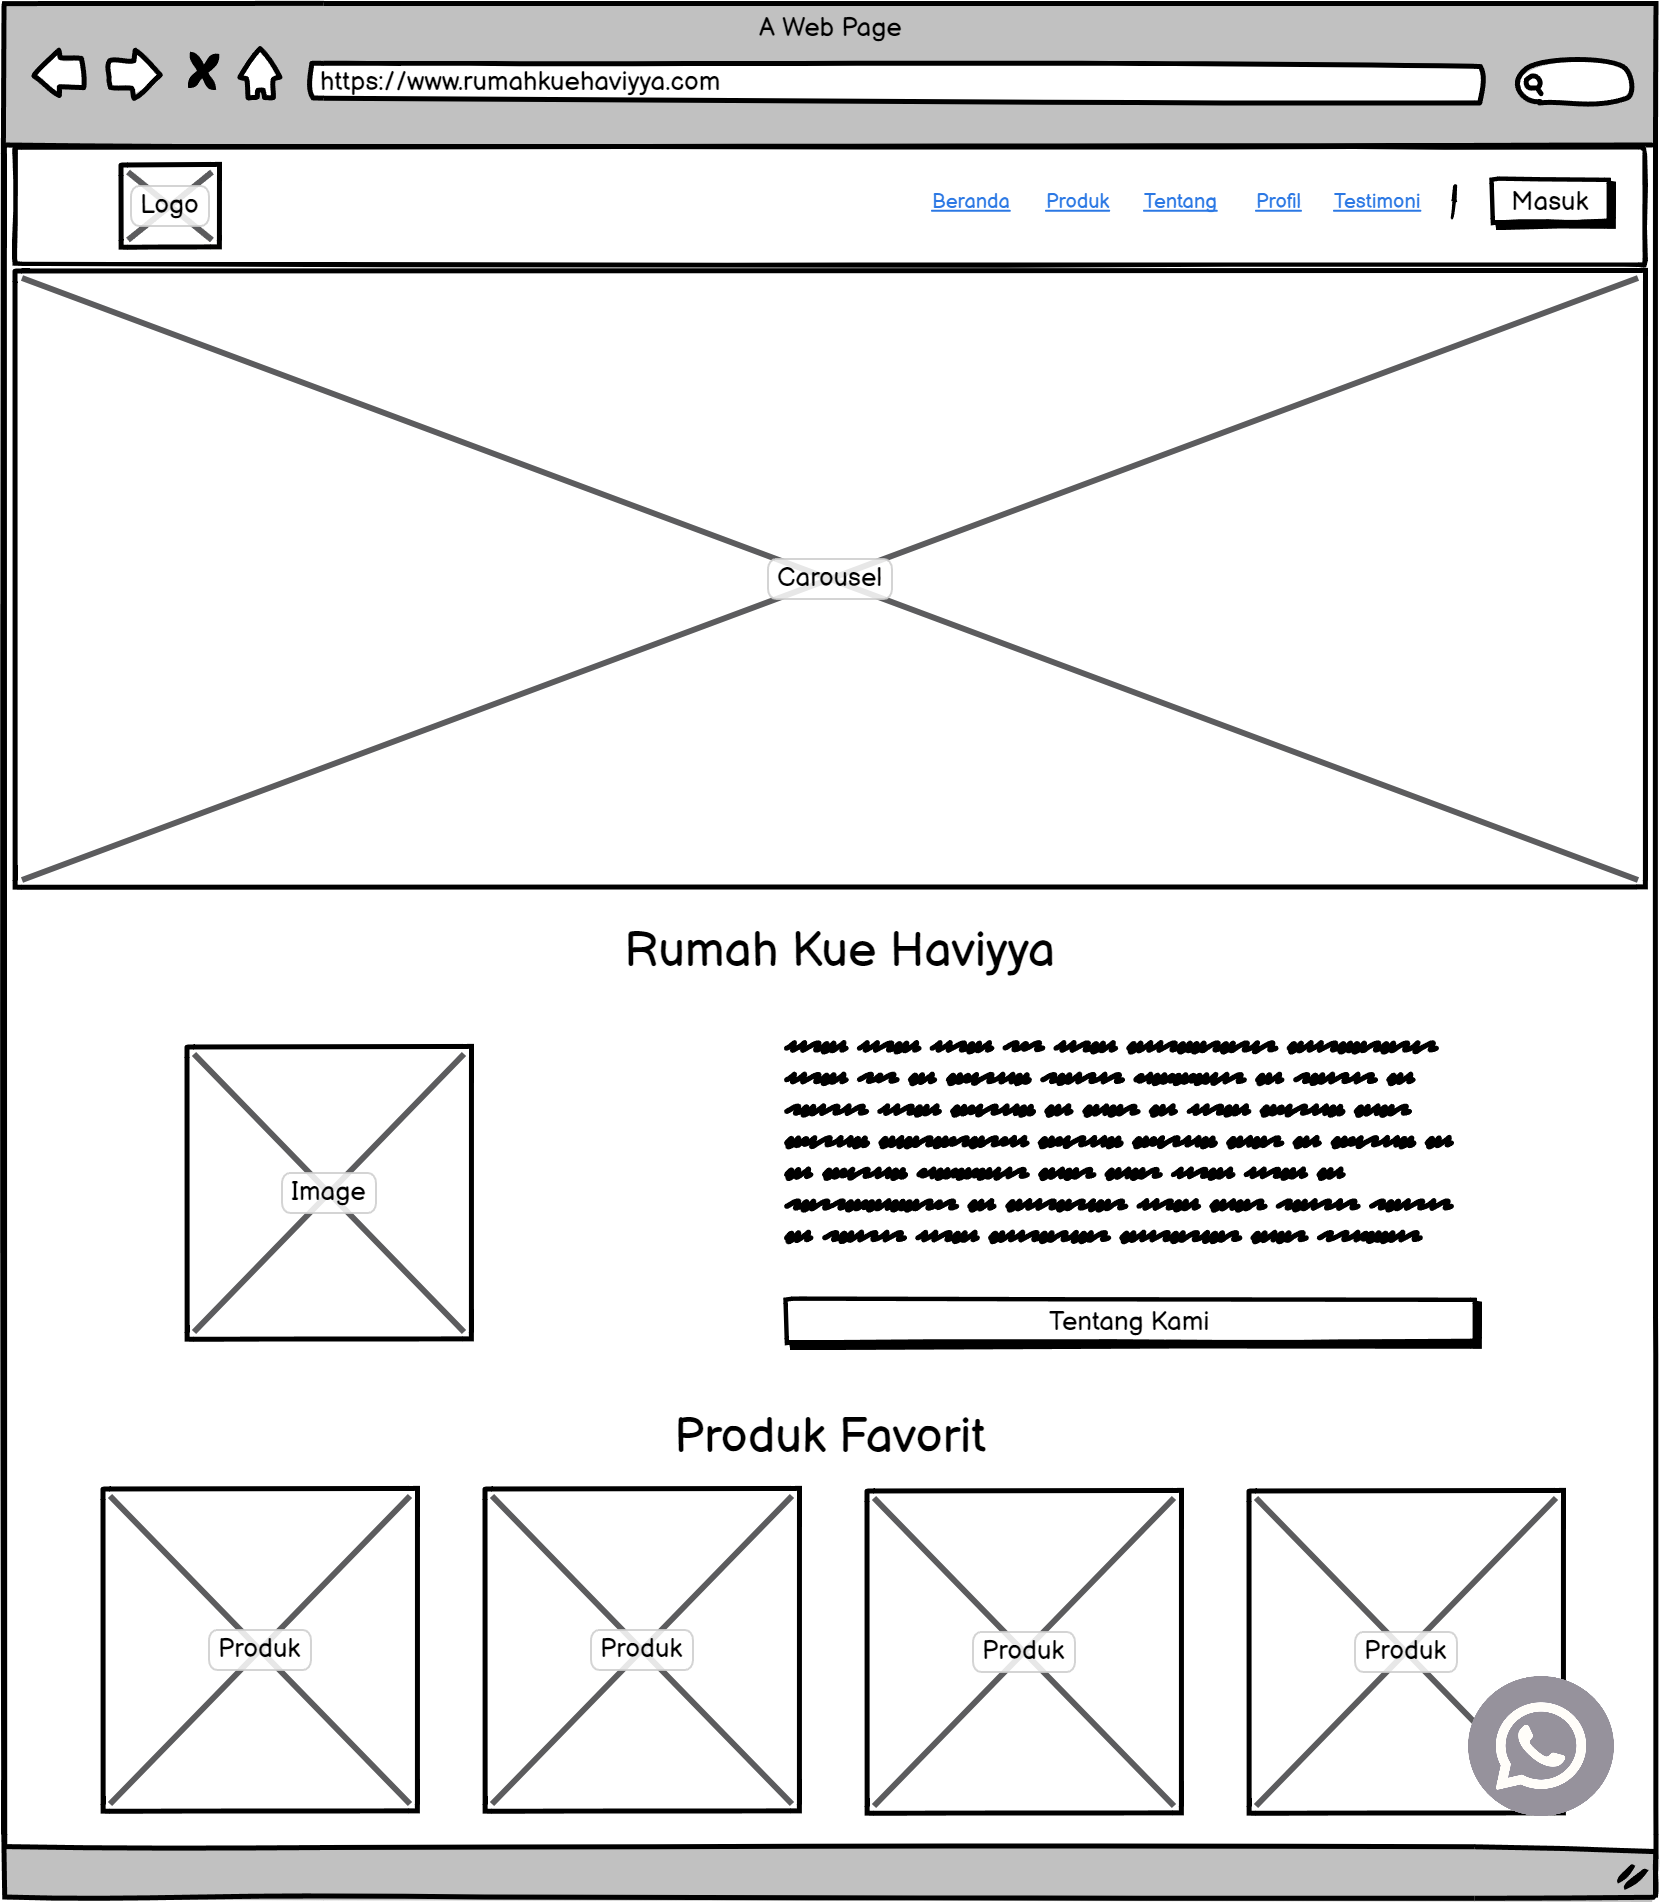 A Web Page
https://www.rumahkuehaviyya.com
Logo
Beranda Produk Tentang Profil Testimoni Masuk
Carousel
Rumah Kue Haviyya
Image
Tentang Kami
Produk Favorit
Produk Produk Produk Produk